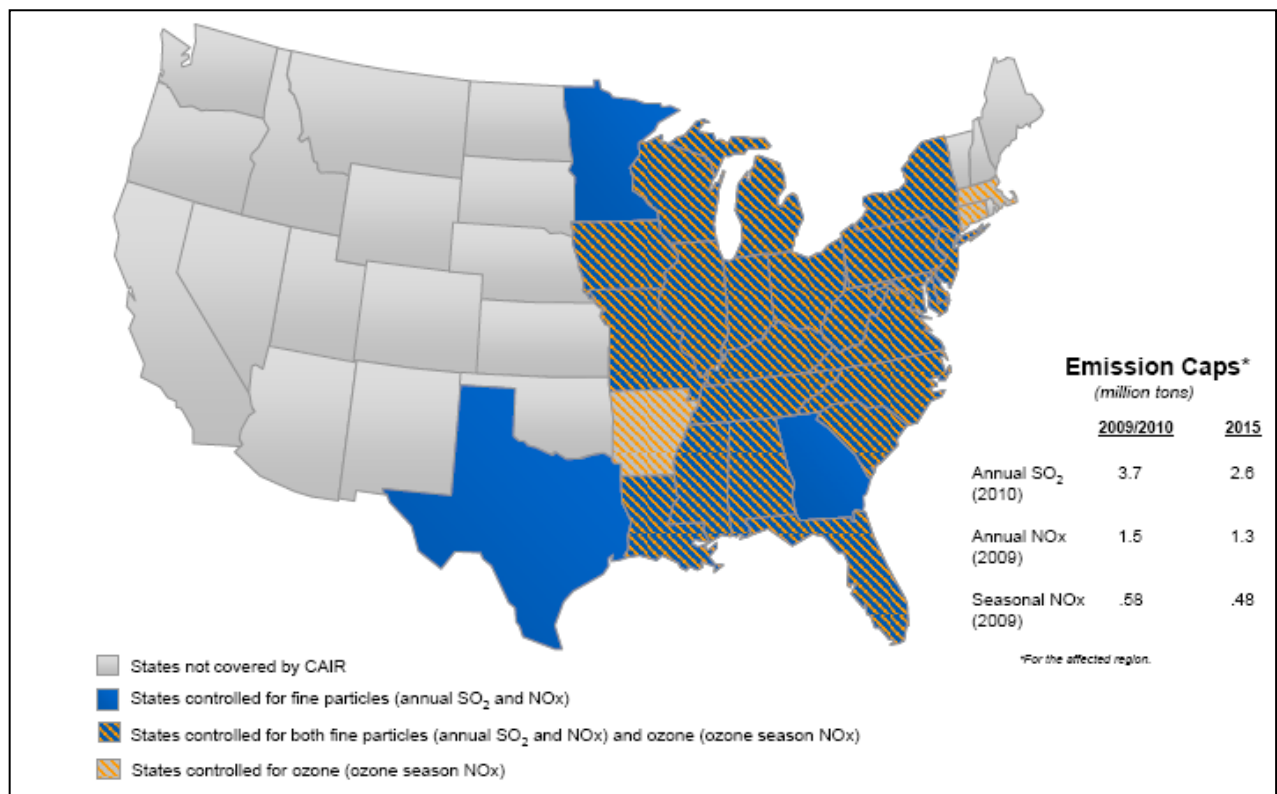 Emission Caps*
(million tons)
2009/2010 2015
Annual SO₂ 3.7 2.6
(2010)
Annual NOx 1.5 1.3
(2009)
Seasonal NOx .58 .48
(2009)
*For the affected region.
States not covered by CAIR
States controlled for fine particles (annual SO₂ and NOx)
States controlled for both fine particles (annual SO₂ and NOx) and ozone (ozone season NOx)
States controlled for ozone (ozone season NOx)